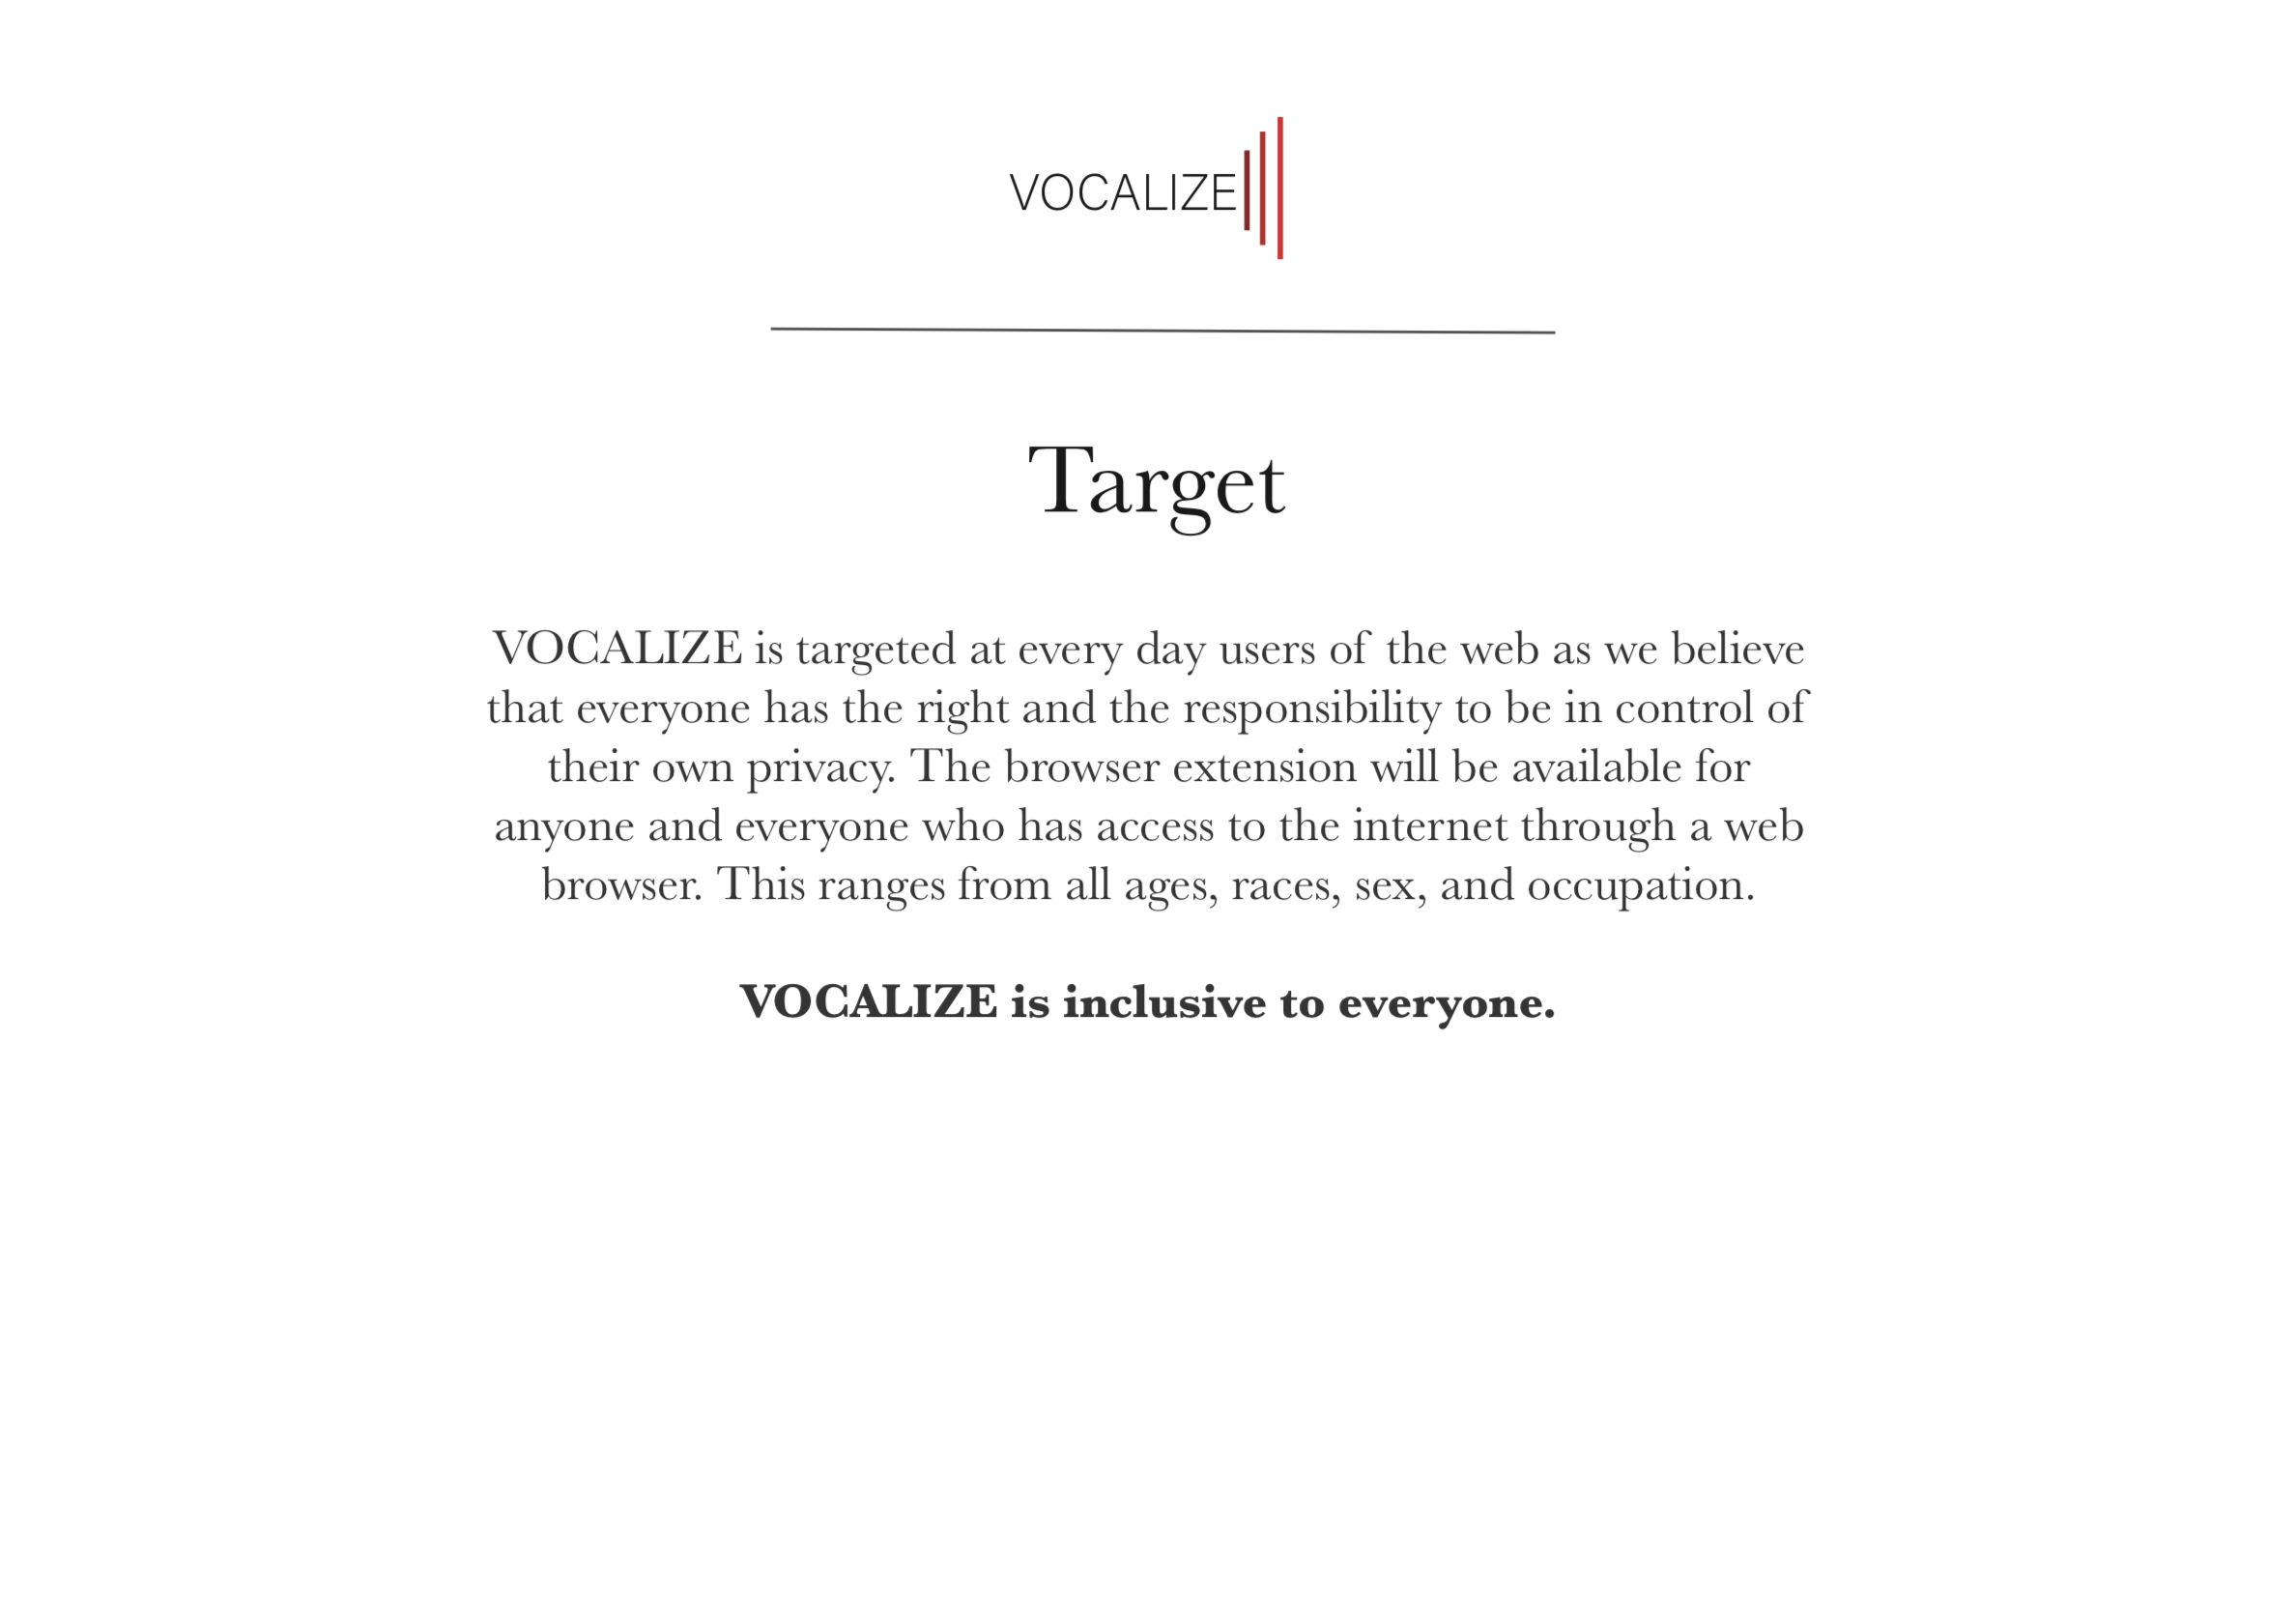 VOCALIZE
Target
VOCALIZE is targeted at every day users of the web as we believe
that everyone has the right and the responsibility to be in control of
their own privacy. The browser extension will be available for
anyone and everyone who has access to the internet through a web
browser. This ranges from all ages, races, sex, and occupation.
VOCALIZE is inclusive to everyone.